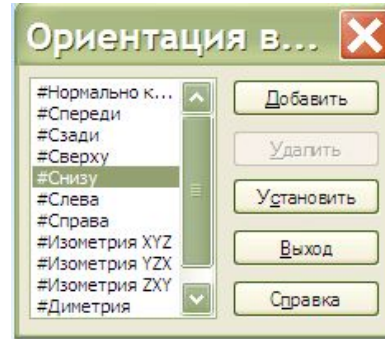 Ориентация в...
#Нормально к...
#Спереди
#Сзади
#Сверху
#Снизу
#Слева
#Справа
#Изометрия XYZ
#Изометрия YZX
#Изометрия ZXY
#Диметрия
Добавить
Удалить
Установить
Выход
Справка